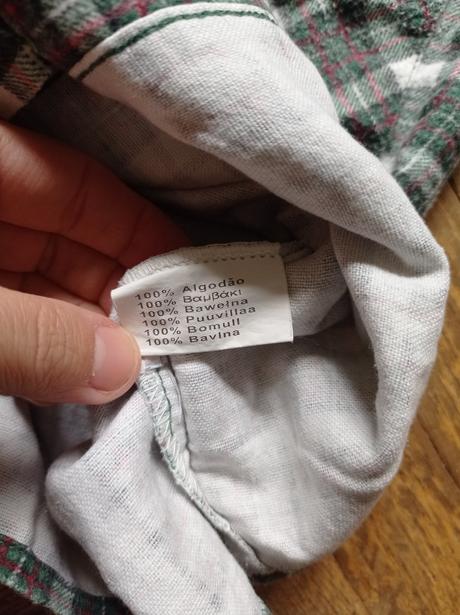 100% Algodão
100% Βαμβάκι
100% Bawełna
100% Puuvillaa
100% Bomull
100% Bavlna